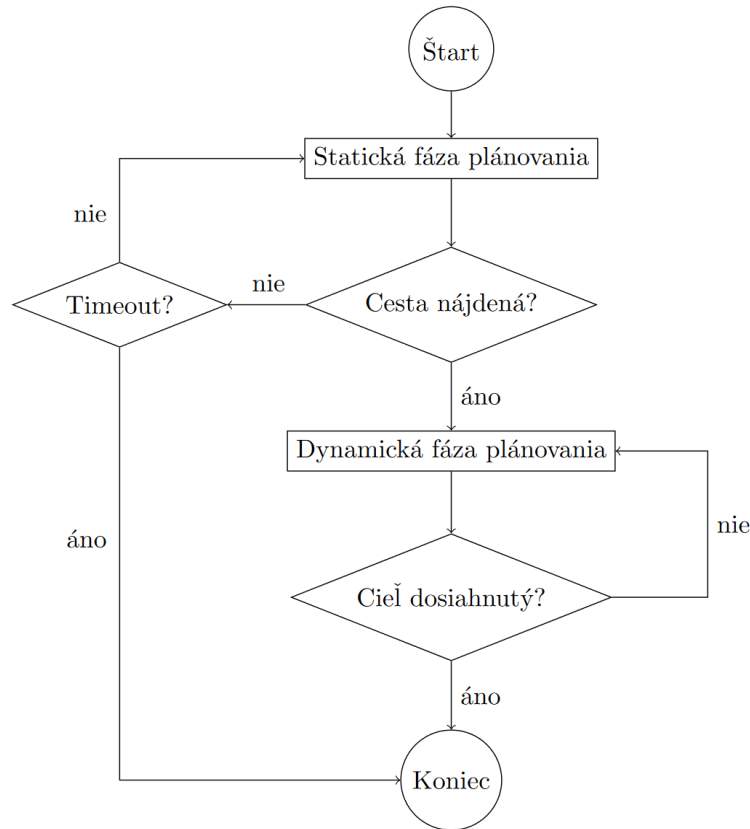 Štart
Statická fáza plánovania
nie
nie
Timeout?
Cesta nájdená?
áno
Dynamická fáza plánovania
nie
áno
Cieľ dosiahnutý?
áno
Koniec